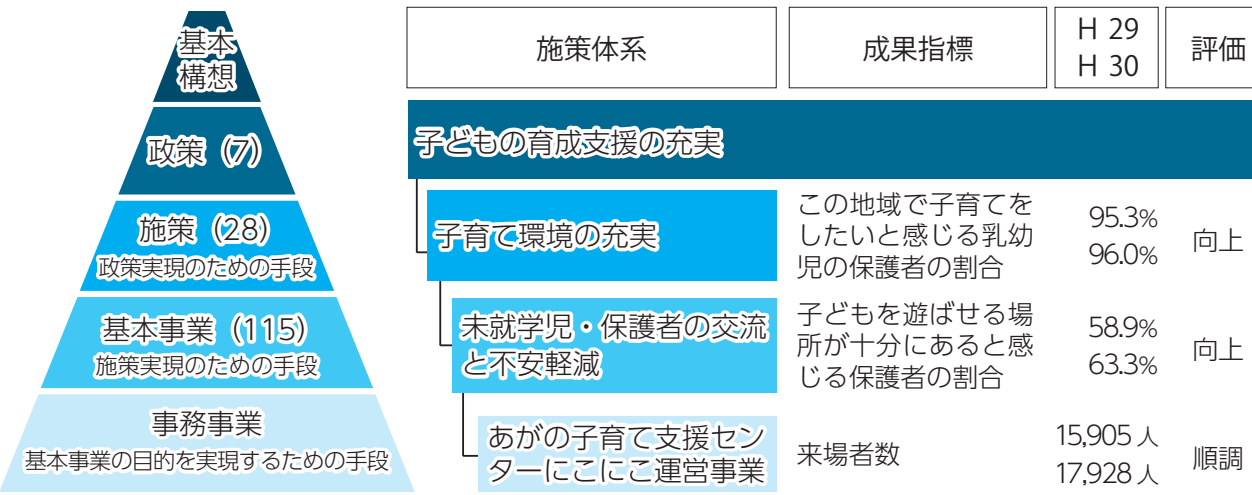 基本
構想
政策（7）
施策（28）
政策実現のための手段
基本事業（115）
施策実現のための手段
事務事業
基本事業の目的を実現するための手段
施策体系
成果指標
H 29
H 30
評価
子どもの育成支援の充実
子育て環境の充実
この地域で子育てを
したいと感じる乳幼
児の保護者の割合
95.3%
96.0%
向上
未就学児・保護者の交流
と不安軽減
子どもを遊ばせる場
所が十分にあると感
じる保護者の割合
58.9%
63.3%
向上
あがの子育て支援セン
ターにこにこ運営事業
来場者数
15,905 人
17,928 人
順調